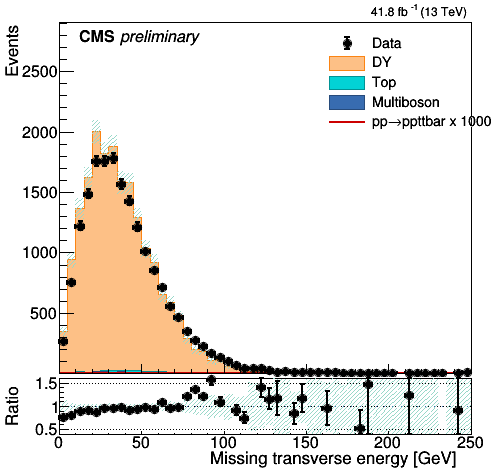 41.8 fb⁻¹ (13 TeV)
CMS preliminary
Events
2500
2000
1500
1000
500
Data
DY
Top
Multiboson
pp→ppttbar x 1000
Ratio
1.5
1
0.5
0 50 100 150 200 250
Missing transverse energy [GeV]